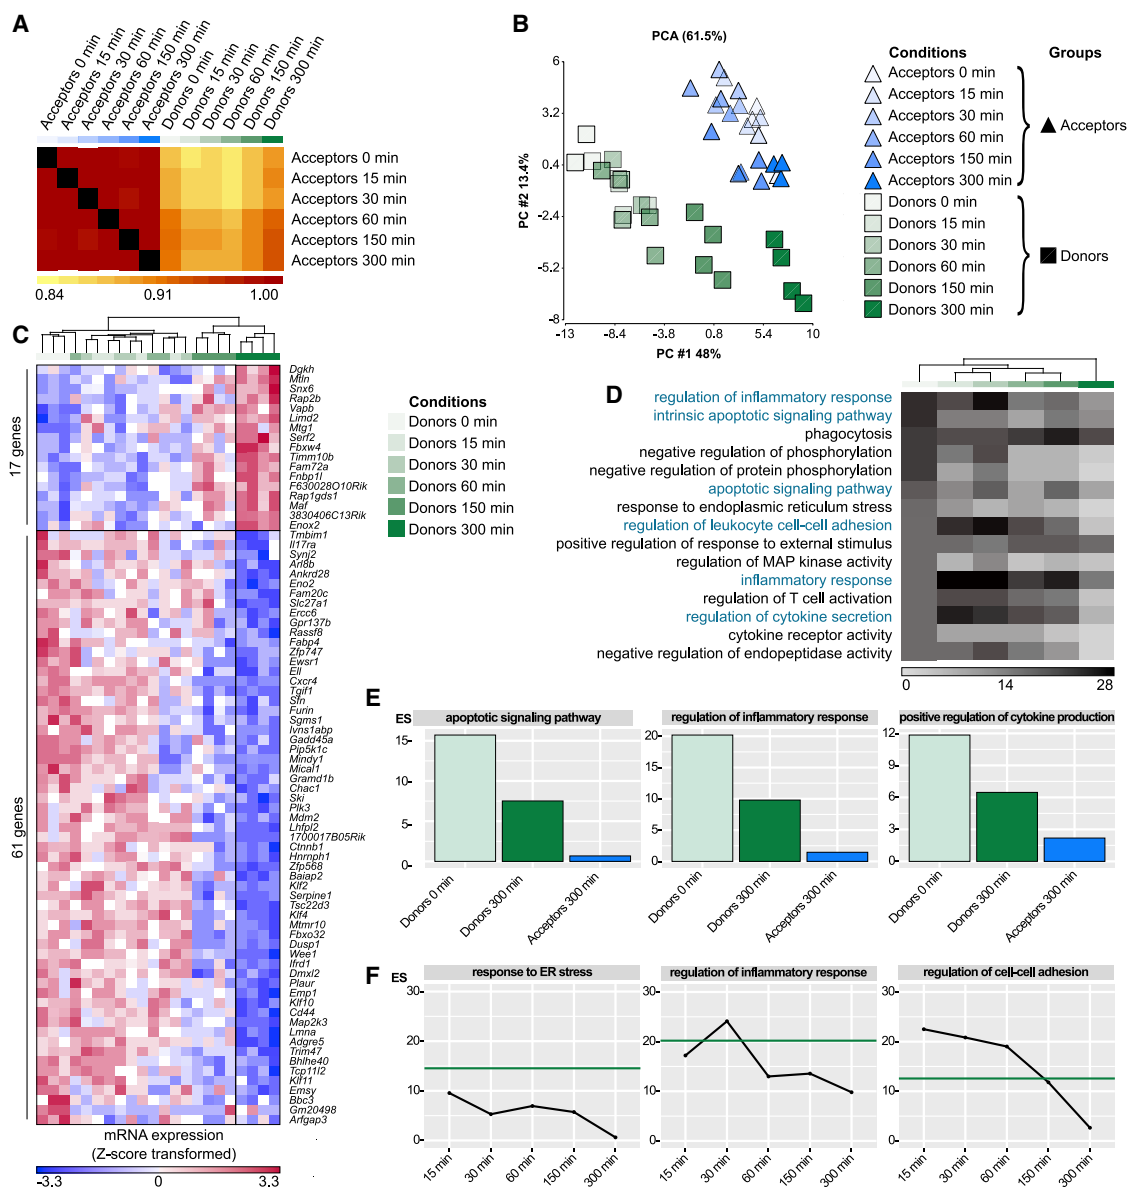 A
Acceptors 0 min
Acceptors 15 min
Acceptors 30 min
Acceptors 60 min
Acceptors 150 min
Acceptors 300 min
Donors 0 min
Donors 15 min
Donors 30 min
Donors 60 min
Donors 150 min
Donors 300 min
Acceptors 0 min
Acceptors 15 min
Acceptors 30 min
Acceptors 60 min
Acceptors 150 min
Acceptors 300 min
0.84 0.91 1.00
B
PCA (61.5%)
PC #2 13.4%
6
3.2
0.4
-2.4
-5.2
-8
-13 -8.4 -3.8 0.8 5.4 10
PC #1 48%
Conditions
Groups
Acceptors 0 min
Acceptors 15 min
Acceptors 30 min
Acceptors 60 min
Acceptors 150 min
Acceptors 300 min
Donors 0 min
Donors 15 min
Donors 30 min
Donors 60 min
Donors 150 min
Donors 300 min
Acceptors
Donors
C
17 genes
61 genes
Dgkh
Mtln
Snx6
Rap2b
Vapb
Limd2
Mtg1
Serf2
Fbxw4
Timm10b
Fam72a
Fnbp1l
F630028O10Rik
Rap1gds1
Maf
3830406C13Rik
Enox2
Tmbim1
Il17ra
Synj2
Arl8b
Ankrd28
Eno2
Fam20c
Slc27a1
Ercc6
Gpr137b
Rassf8
Fabp4
Zfp747
Ewsr1
Ell
Cxcr4
Tgif1
Sfn
Furin
Sgms1
Ivns1abp
Gadd45a
Pip5k1c
Mindy1
Mical1
Gramd1b
Chac1
Ski
Plk3
Mdm2
Lhfpl2
1700017B05Rik
Ctnnb1
Hnrnph1
Zfp568
Baiap2
Klf2
Serpine1
Tsc22d3
Klf4
Mtmr10
Fbxo32
Dusp1
Wee1
Ifrd1
Dmxl2
Plaur
Emp1
Klf10
Cd44
Map2k3
Lmna
Adgre5
Trim47
Bhlhe40
Tcp11l2
Klf11
Emsy
Bbc3
Gm20498
Arfgap3
mRNA expression
(Z-score transformed)
-3.3 0 3.3
Conditions
Donors 0 min
Donors 15 min
Donors 30 min
Donors 60 min
Donors 150 min
Donors 300 min
D
regulation of inflammatory response
intrinsic apoptotic signaling pathway
phagocytosis
negative regulation of phosphorylation
negative regulation of protein phosphorylation
apoptotic signaling pathway
response to endoplasmic reticulum stress
regulation of leukocyte cell-cell adhesion
positive regulation of response to external stimulus
regulation of MAP kinase activity
inflammatory response
regulation of T cell activation
regulation of cytokine secretion
cytokine receptor activity
negative regulation of endopeptidase activity
0 14 28
E
ES
apoptotic signaling pathway
15
10
5
0
Donors 0 min
Donors 300 min
Acceptors 300 min
regulation of inflammatory response
20
15
10
5
0
Donors 0 min
Donors 300 min
Acceptors 300 min
positive regulation of cytokine production
12
9
6
3
0
Donors 0 min
Donors 300 min
Acceptors 300 min
F
ES
response to ER stress
30
20
10
0
15 min
30 min
60 min
150 min
300 min
regulation of inflammatory response
30
20
10
0
15 min
30 min
60 min
150 min
300 min
regulation of cell-cell adhesion
30
20
10
0
15 min
30 min
60 min
150 min
300 min